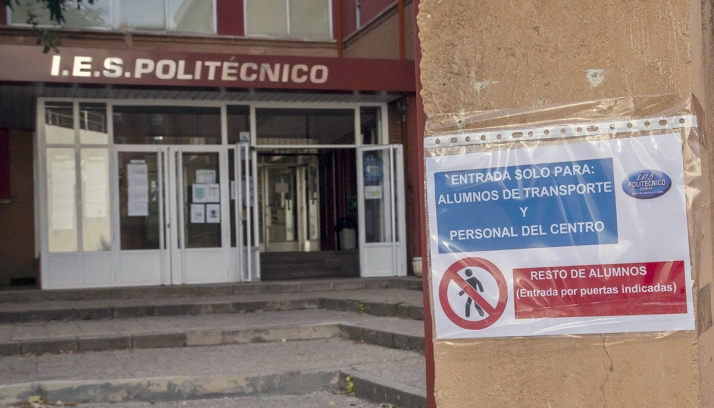 I.E.S.POLITÉCNICO
ENTRADA SOLO PARA:
ALUMNOS DE TRANSPORTE
Y
PERSONAL DEL CENTRO
i.e.s
POLITÉCNICO
RESTO DE ALUMNOS
(Entrada por puertas indicadas)